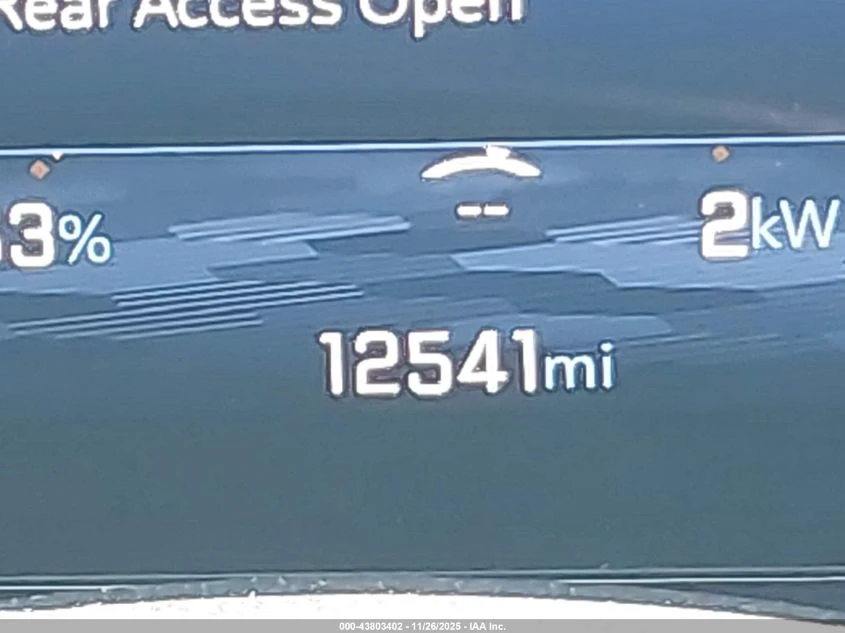 Rear Access Open
3%
2kW
12541mi
000-43803402 - 11/26/2025 - IAA Inc.